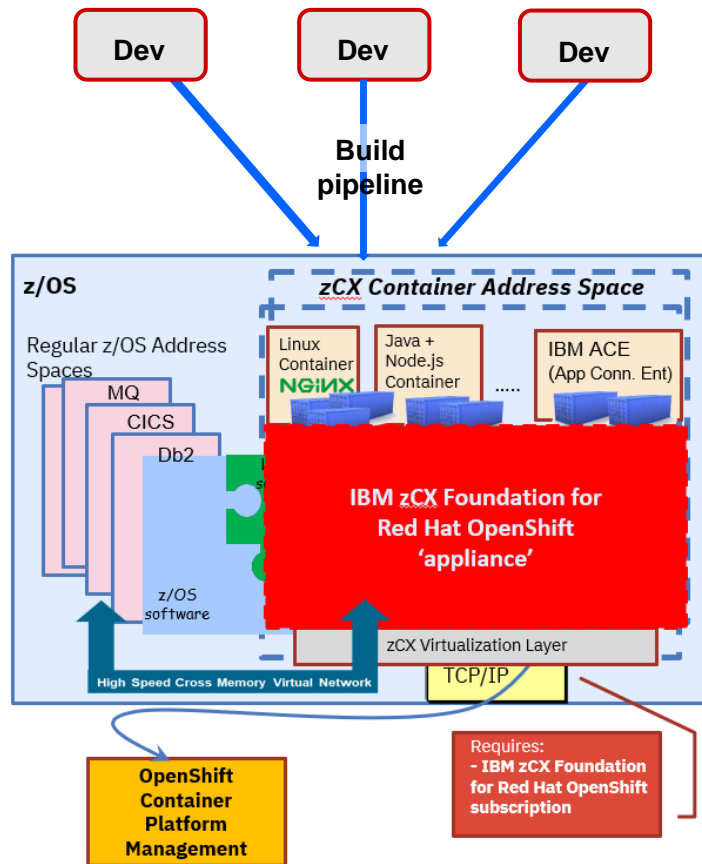 Dev
Dev
Dev
Build
pipeline
z/OS
zCX Container Address Space
Regular z/OS Address
Spaces
MQ
CICS
Db2
z/OS
software
Linux
Container
NGINX
Java +
Node.js
Container
.....
IBM ACE
(App Conn. Ent)
IBM zCX Foundation for
Red Hat OpenShift
‘appliance’
zCX Virtualization Layer
TCP/IP
High Speed Cross Memory Virtual Network
OpenShift
Container
Platform
Management
Requires:
- IBM zCX Foundation
for Red Hat OpenShift
subscription